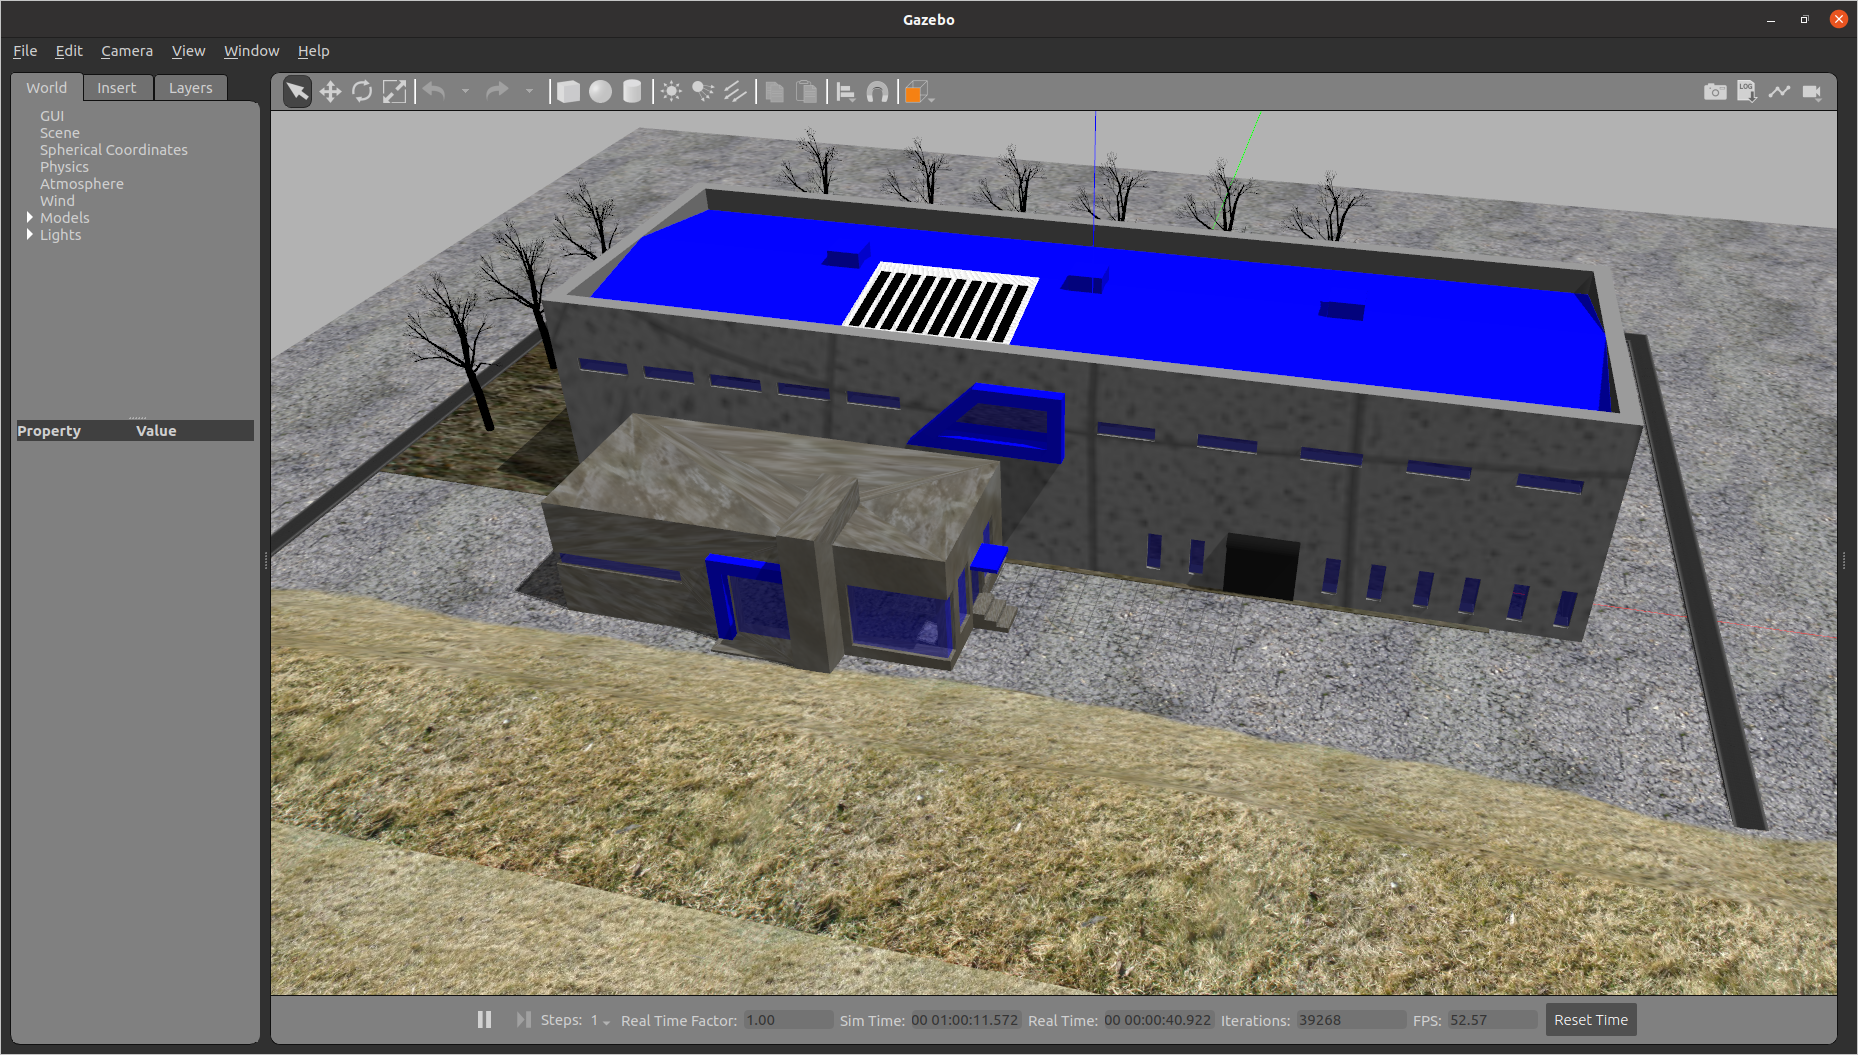 Gazebo
File Edit Camera View Window Help
World Insert Layers
GUI
Scene
Spherical Coordinates
Physics
Atmosphere
Wind
Models
Lights
Property Value
LOG
Steps: 1 Real Time Factor: 1.00 Sim Time: 00 01:00:11.572 Real Time: 00 00:00:40.922 Iterations: 39268 FPS: 52.57 Reset Time